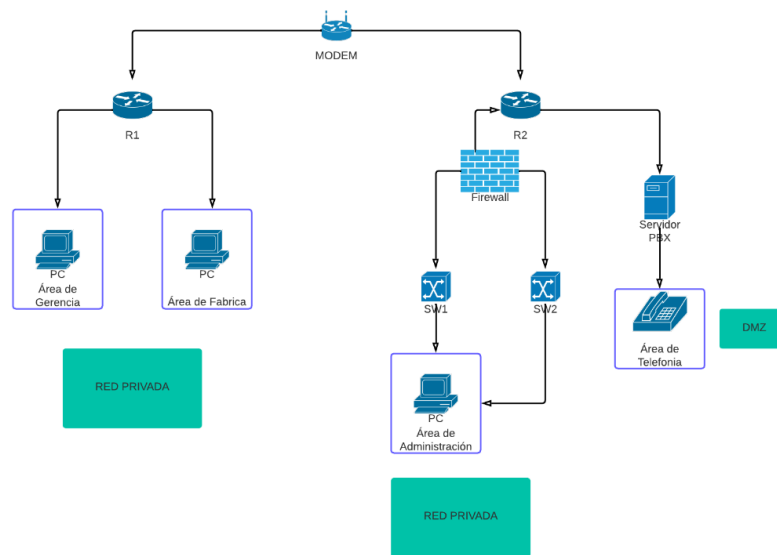 MODEM
R1
R2
Firewall
Servidor
PBX
PC
Área de
Gerencia
PC
Área de Fabrica
SW1
SW2
DMZ
Área de
Telefonia
RED PRIVADA
PC
Área de
Administración
RED PRIVADA